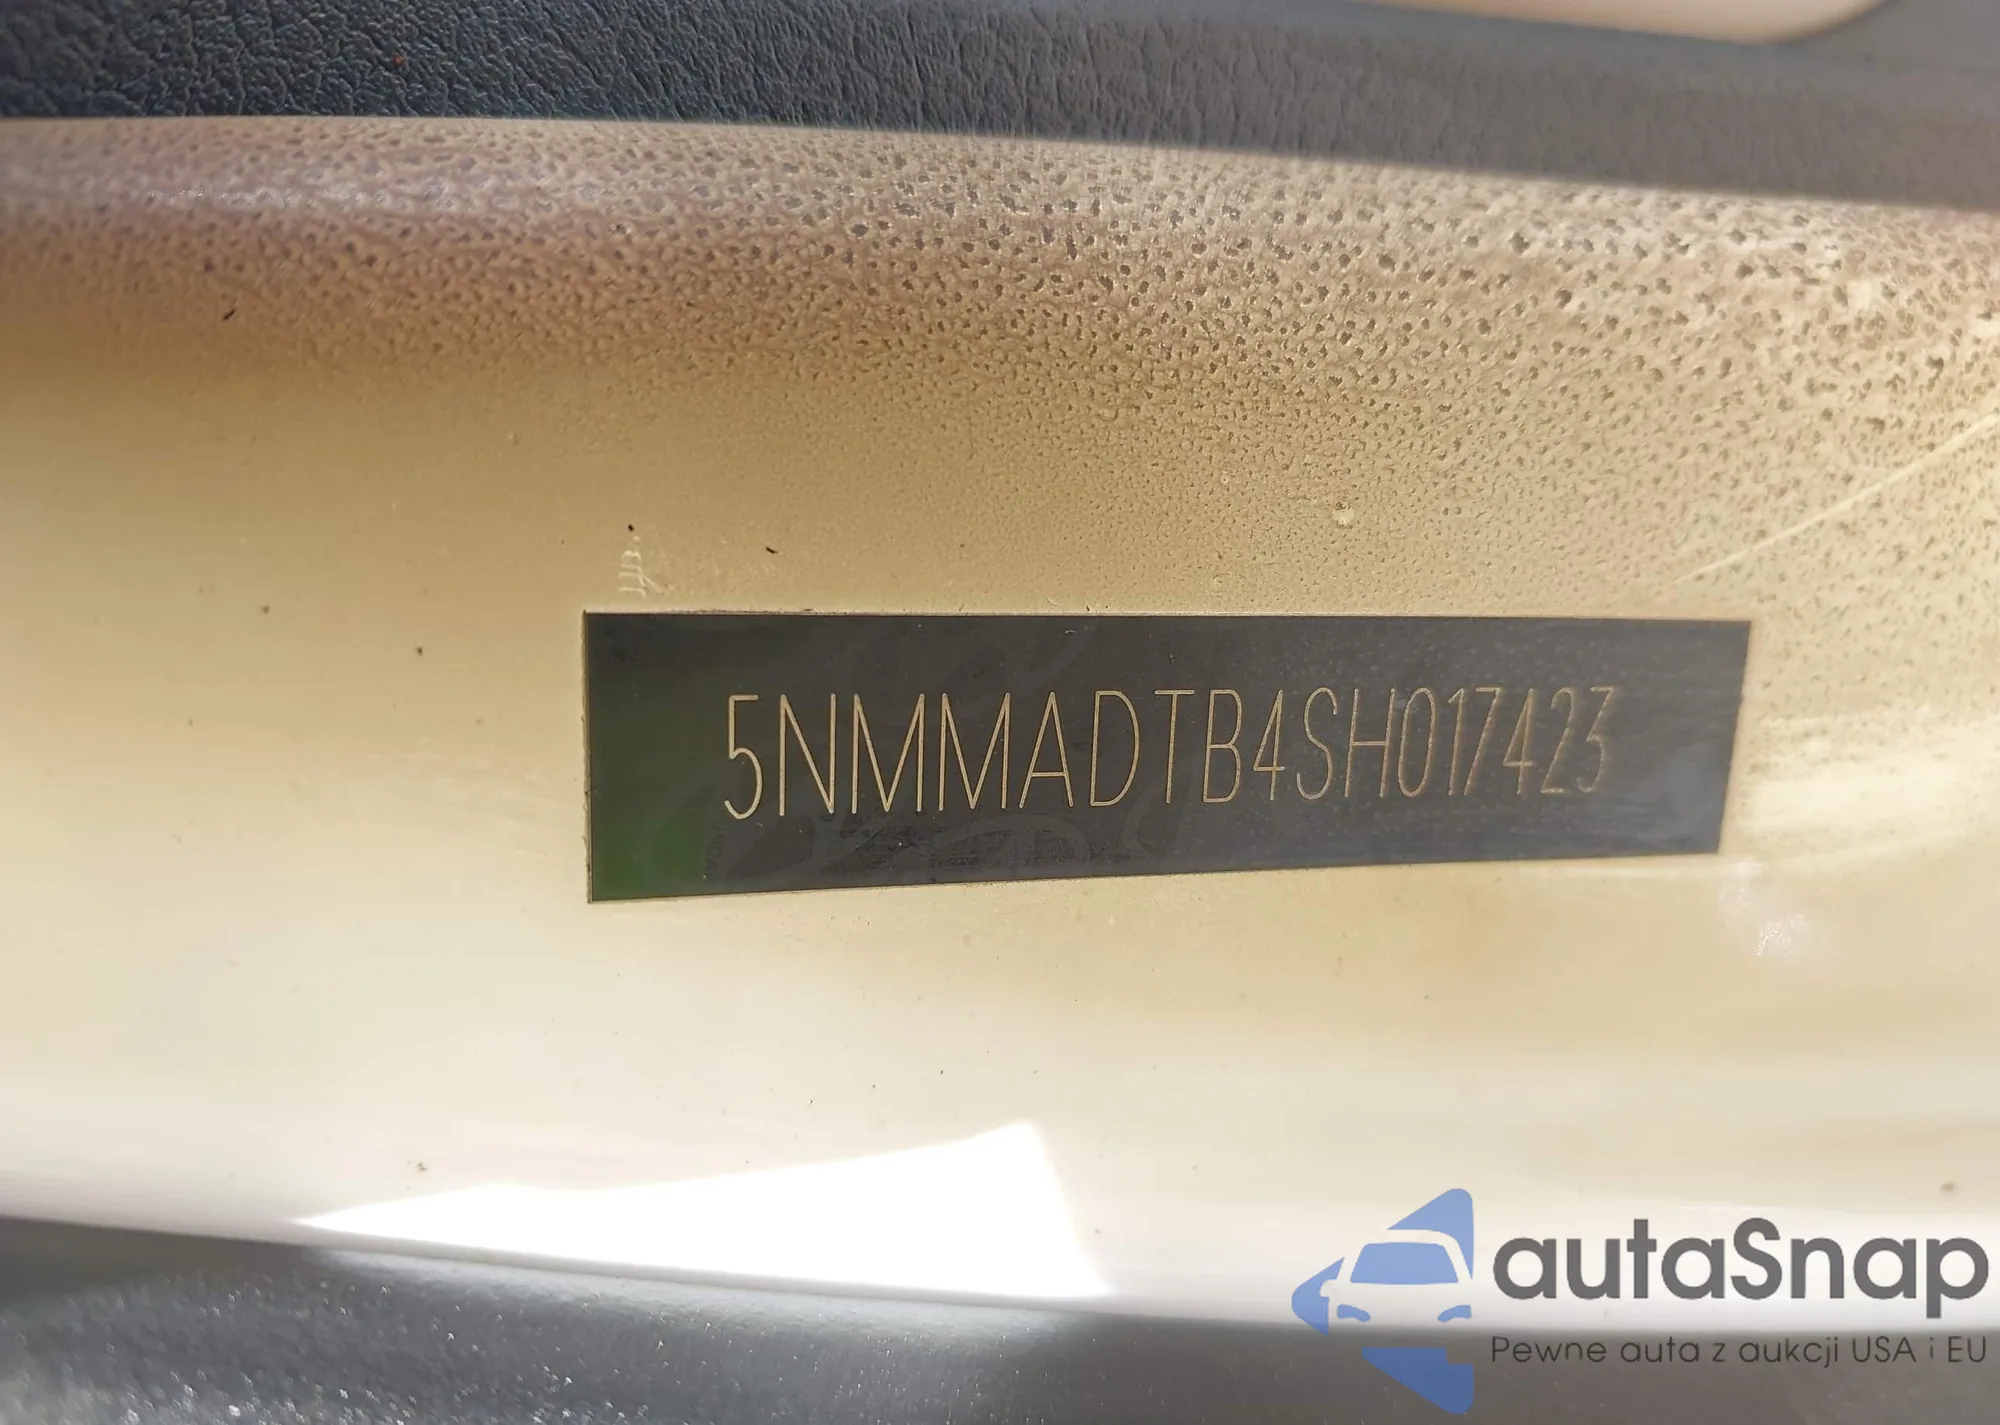 5NMMADTB4SH017423
autaSnap
Pewne auta z aukcji USA i EU